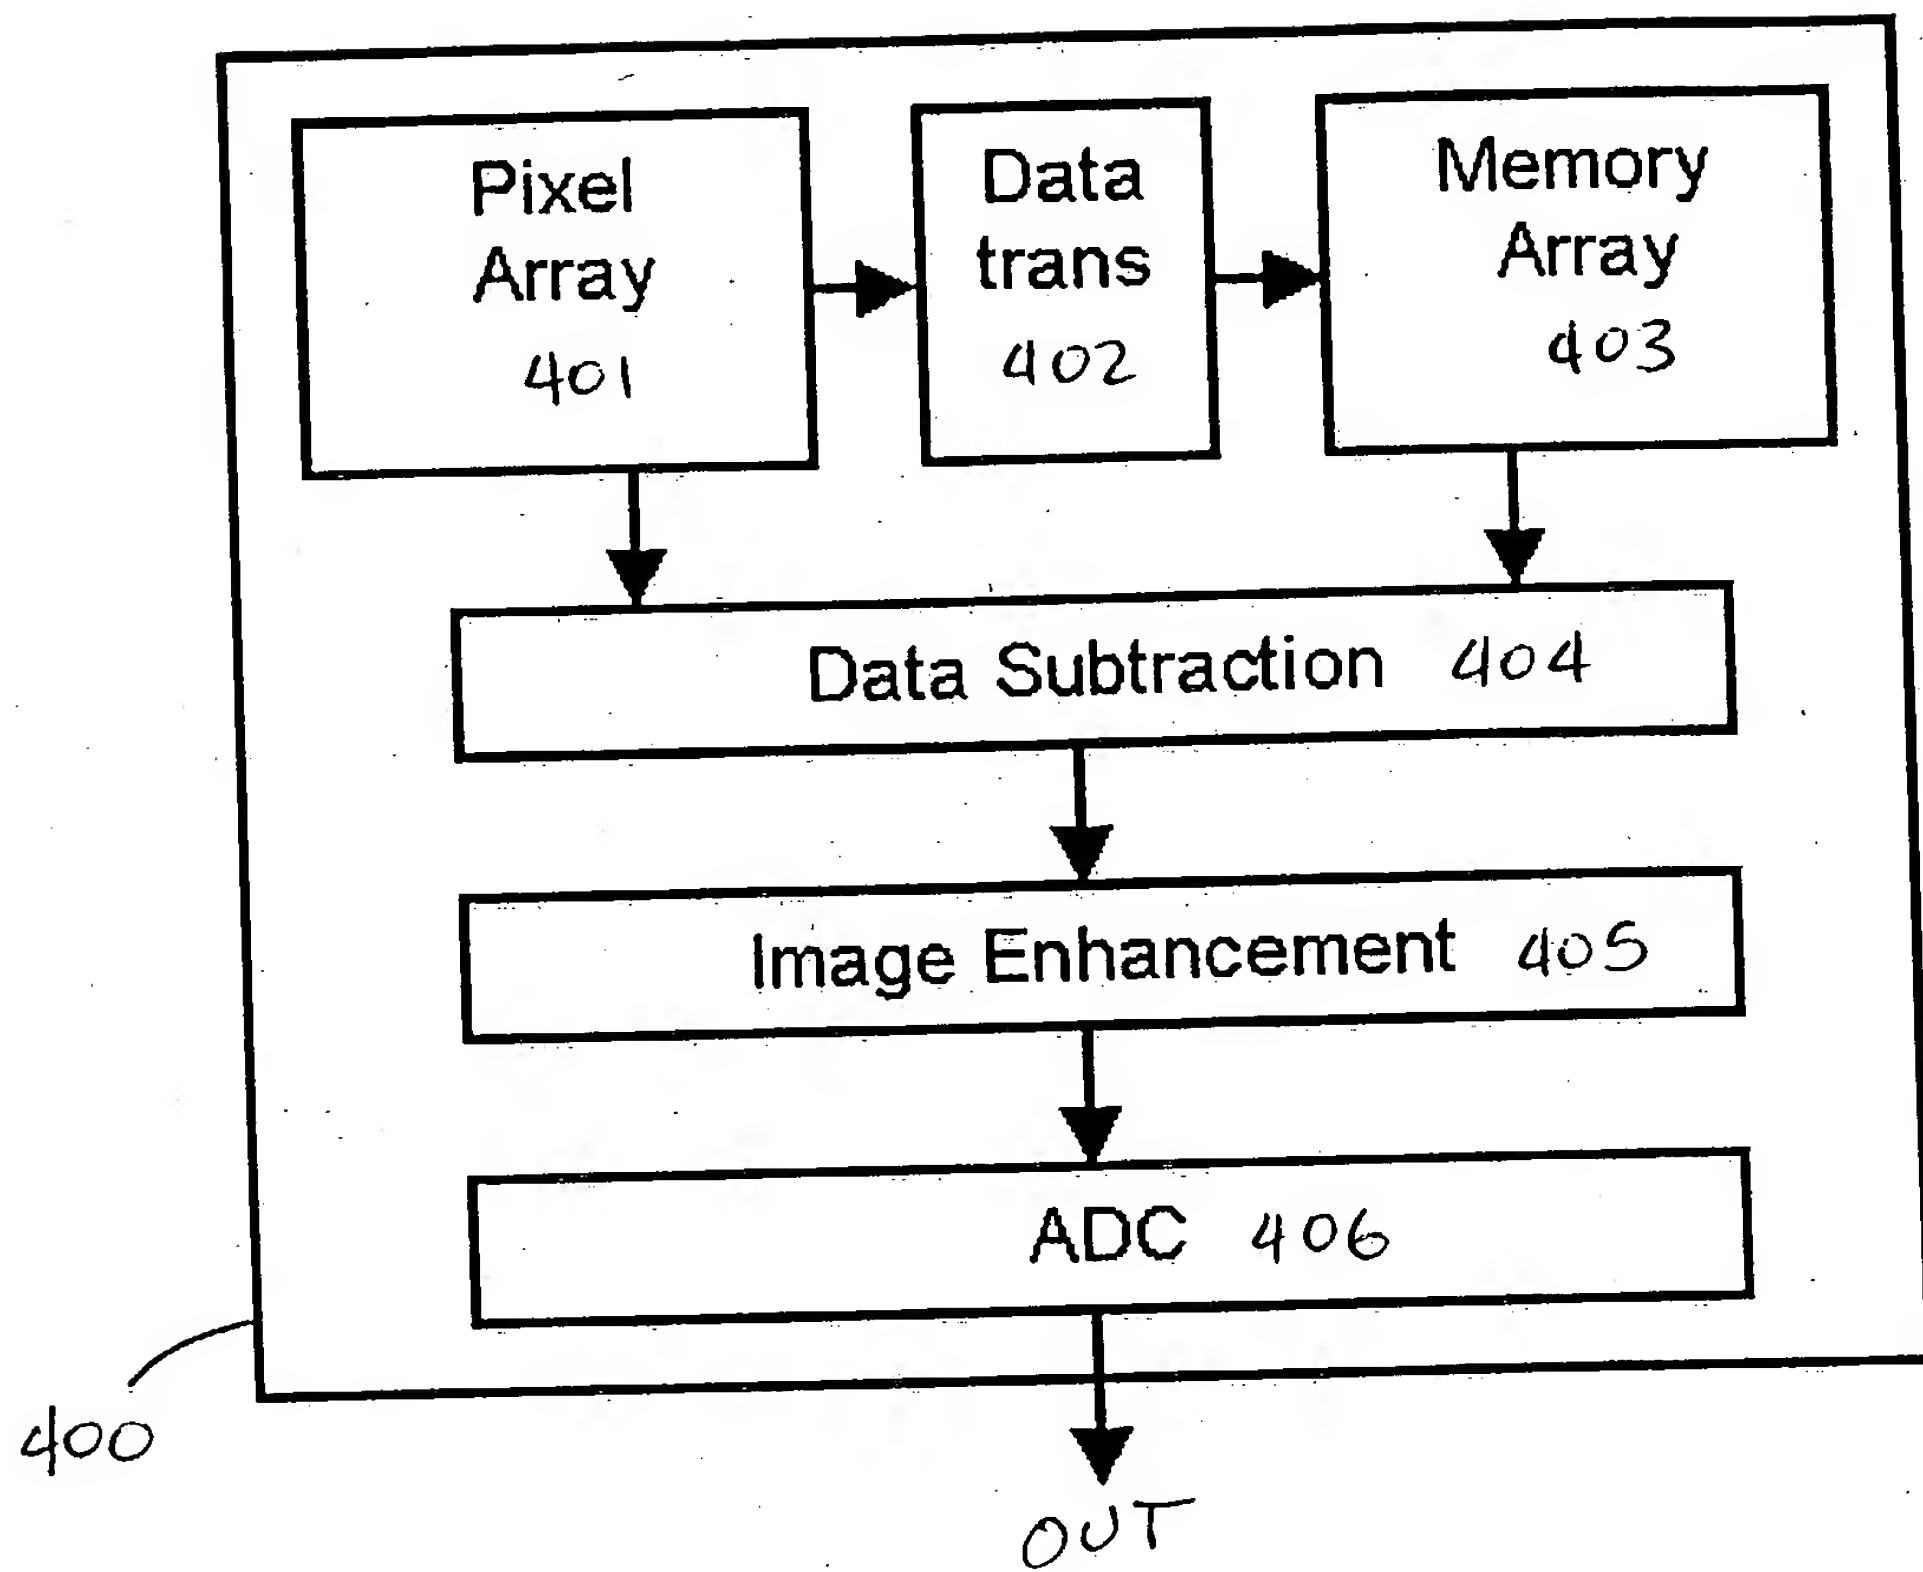 Pixel
Array
401
Data
trans
402
Memory
Array
403
Data Subtraction 404
Image Enhancement 405
ADC 406
400
OUT